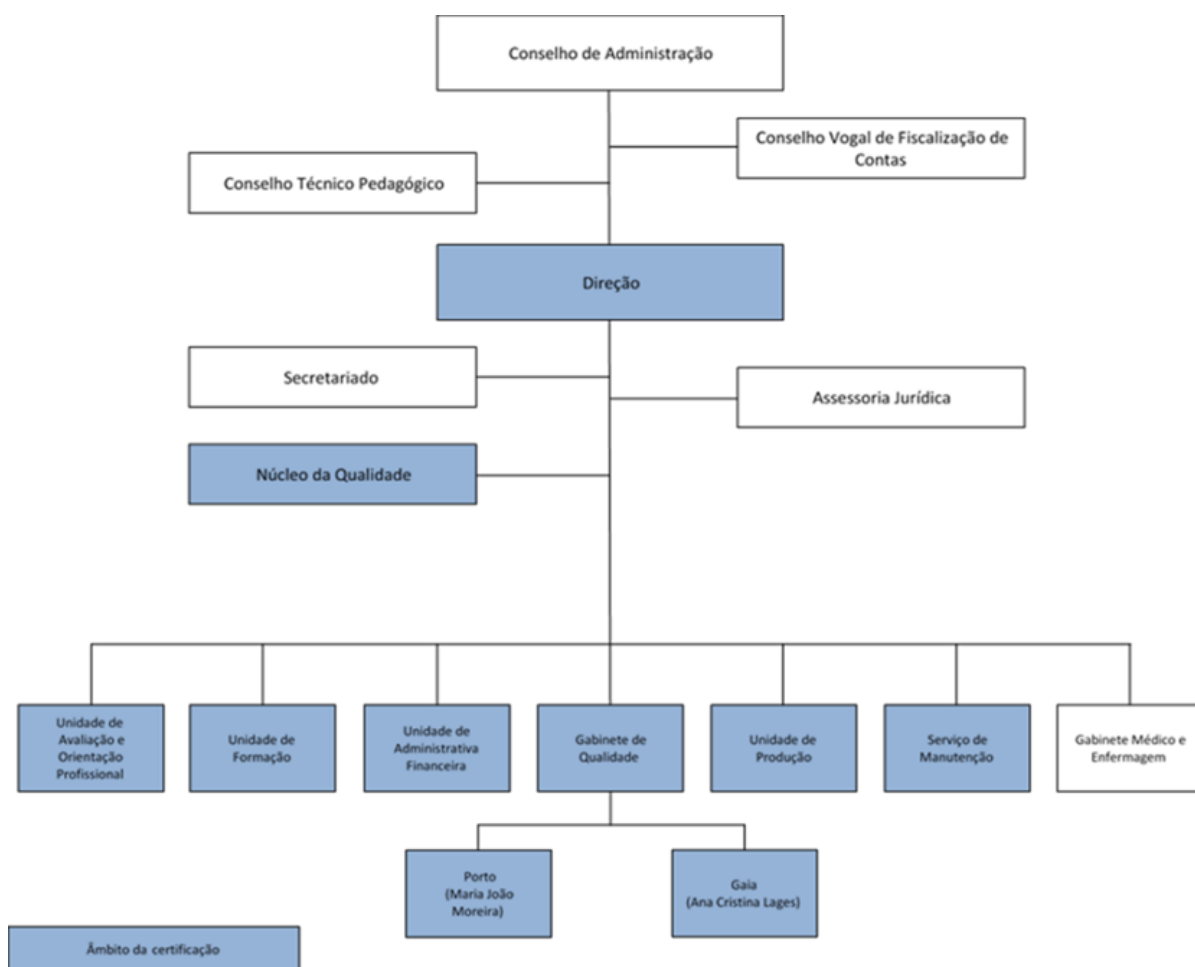 Conselho de Administração
Conselho Vogal de Fiscalização de
Contas
Conselho Técnico Pedagógico
Direção
Secretariado
Assessoria Jurídica
Núcleo da Qualidade
Unidade de
Avaliação e
Orientação
Profissional
Unidade de
Formação
Unidade de
Administrativa
Financeira
Gabinete de
Qualidade
Unidade de
Produção
Serviço de
Manutenção
Gabinete Médico e
Enfermagem
Porto
(Maria João
Moreira)
Gaia
(Ana Cristina Lages)
Âmbito da certificação